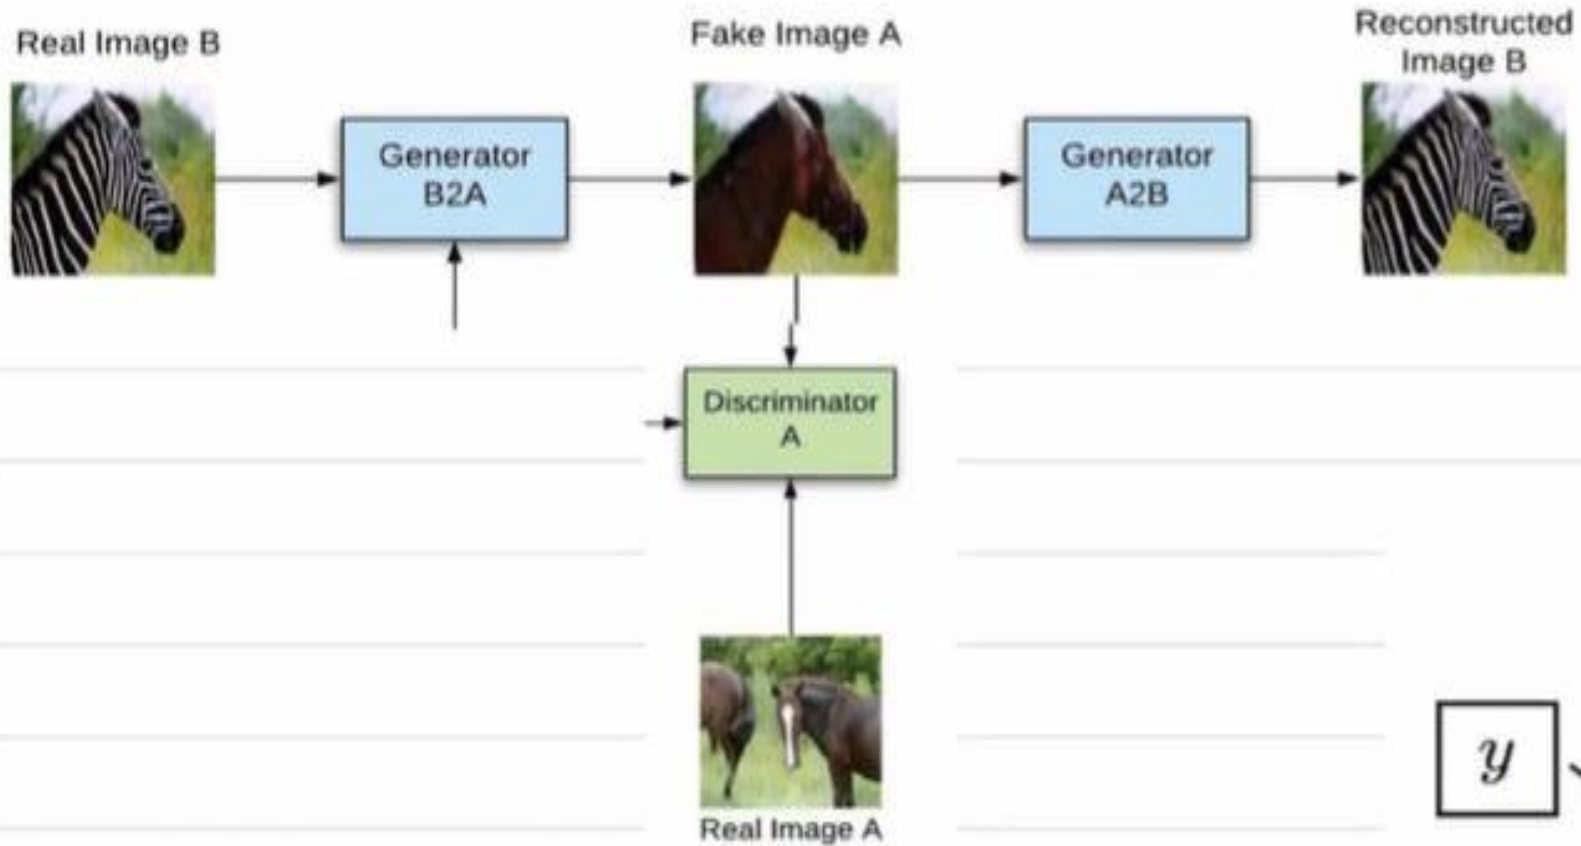 Real Image B
Fake Image A
Reconstructed
Image B
Generator
B2A
Generator
A2B
Discriminator
A
Real Image A
y